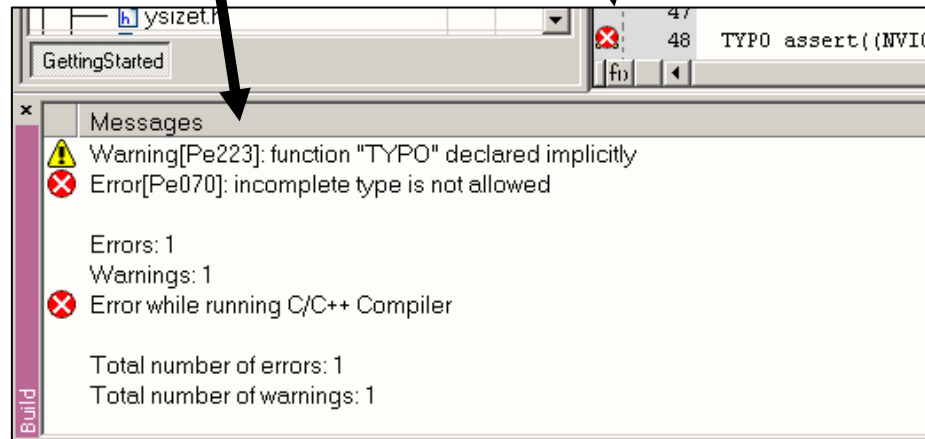 ysizet.h
47
48 TYPO assert((NVIC
GettingStarted
Messages
Warning[Pe223]: function "TYPO" declared implicitly
Error[Pe070]: incomplete type is not allowed
Errors: 1
Warnings: 1
Error while running C/C++ Compiler
Total number of errors: 1
Total number of warnings: 1
Build